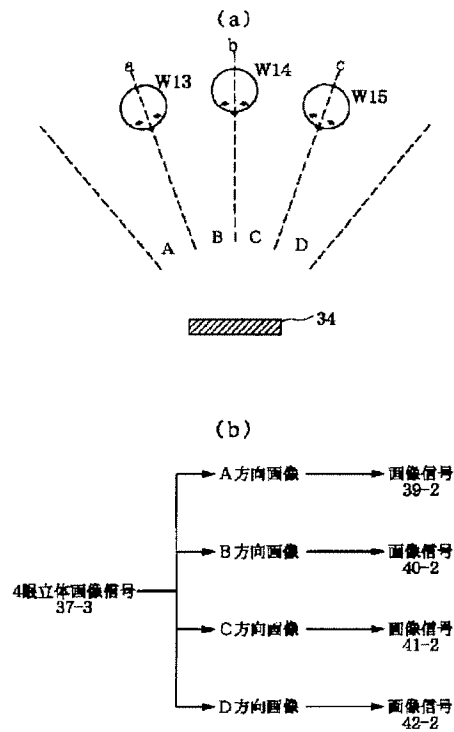 (a)
b
a
W13
W14
c
W15
A
B
C
D
34
(b)
A方向画像
画像信号
39-2
B方向画像
画像信号
40-2
4眼立体画像信号
37-3
C方向画像
画像信号
41-2
D方向画像
画像信号
42-2